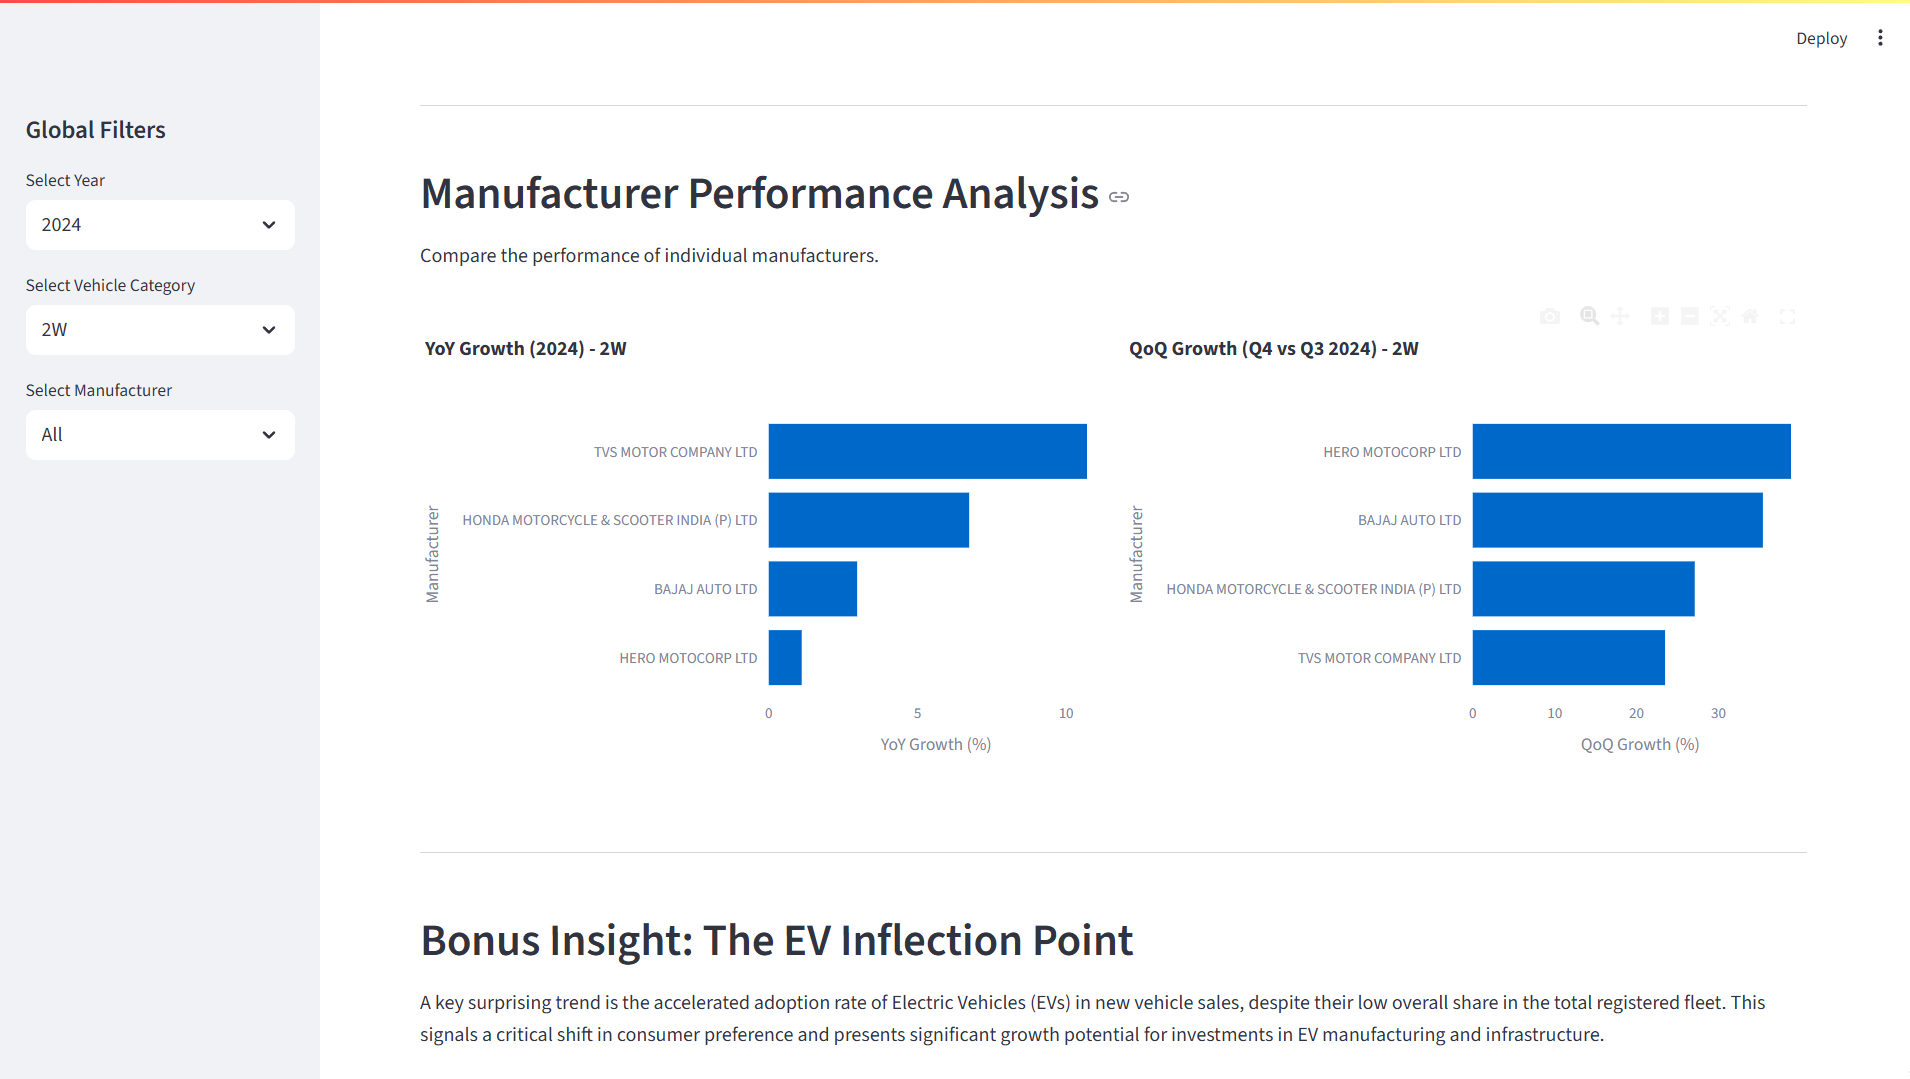 Deploy
Global Filters
Select Year
2024
Select Vehicle Category
2W
Select Manufacturer
All
Manufacturer Performance Analysis
Compare the performance of individual manufacturers.
YoY Growth (2024) - 2W
Manufacturer
TVS MOTOR COMPANY LTD
HONDA MOTORCYCLE & SCOOTER INDIA (P) LTD
BAJAJ AUTO LTD
HERO MOTOCORP LTD
0 5 10
YoY Growth (%)
QoQ Growth (Q4 vs Q3 2024) - 2W
Manufacturer
HERO MOTOCORP LTD
BAJAJ AUTO LTD
HONDA MOTORCYCLE & SCOOTER INDIA (P) LTD
TVS MOTOR COMPANY LTD
0 10 20 30
QoQ Growth (%)
Bonus Insight: The EV Inflection Point
A key surprising trend is the accelerated adoption rate of Electric Vehicles (EVs) in new vehicle sales, despite their low overall share in the total registered fleet. This
signals a critical shift in consumer preference and presents significant growth potential for investments in EV manufacturing and infrastructure.